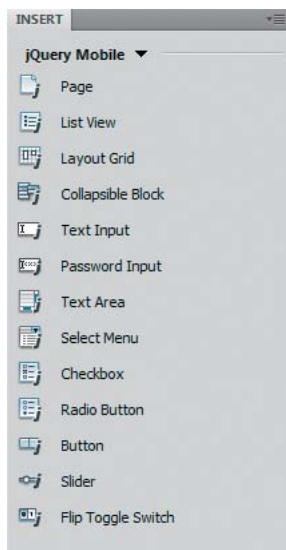 INSERT
jQuery Mobile
Page
List View
Layout Grid
Collapsible Block
Text Input
Password Input
Text Area
Select Menu
Checkbox
Radio Button
Button
Slider
Flip Toggle Switch